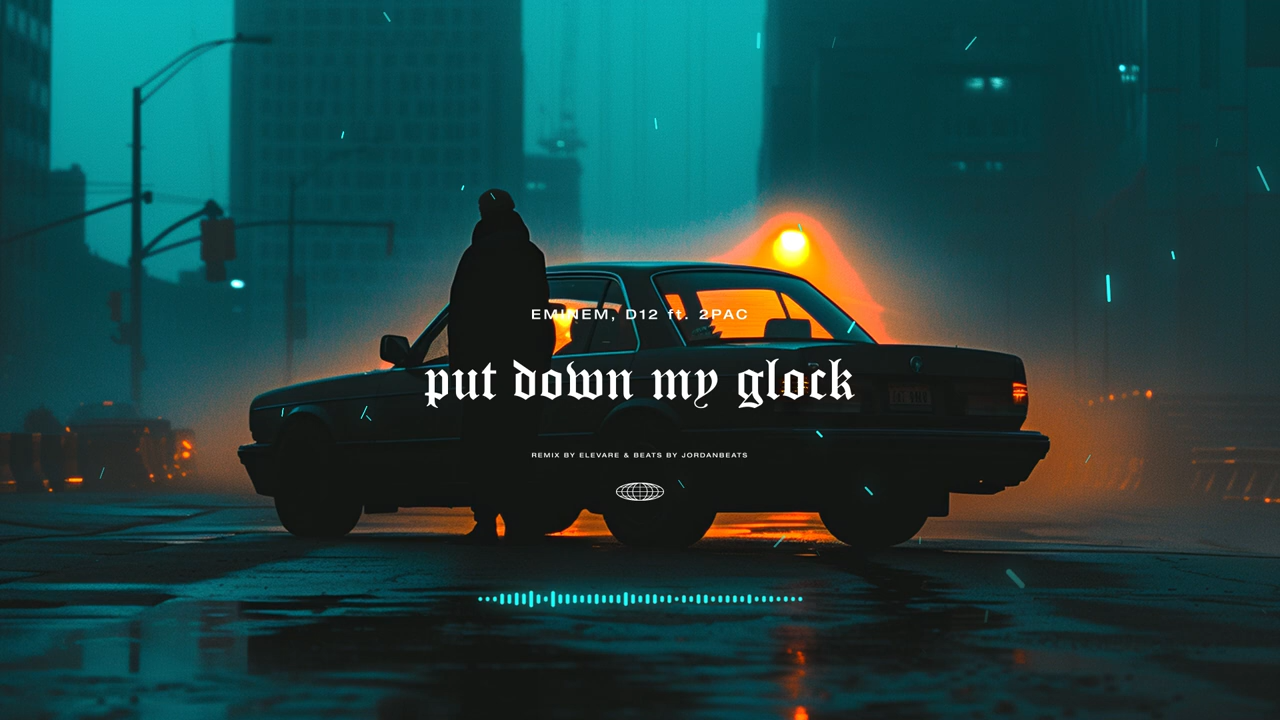 EMINEM, D12 ft. 2PAC
put down my glock
REMIX BY ELEVARE & BEATS BY JORDANBEATS